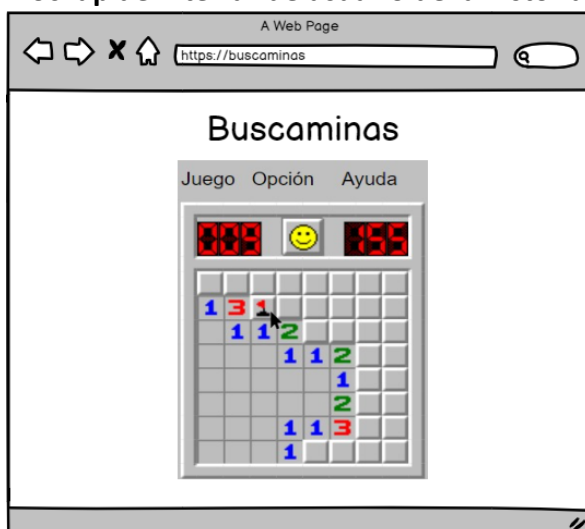 A Web Page
https://buscaminas
Buscaminas
Juego Opción Ayuda
009 155
1 3
1 1 2
1 1 2
1
2
1 1 3
1